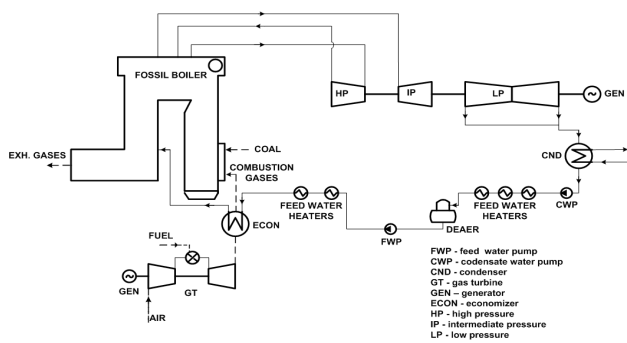 FOSSIL BOILER
HP
IP
LP
GEN
EXH. GASES
COAL
COMBUSTION
GASES
CND
FEED WATER
HEATERS
FEED WATER
HEATERS
CWP
ECON
DEAER
FWP
FUEL
GEN
GT
AIR
FWP - feed water pump
CWP - codensate water pump
CND - condenser
GT - gas turbine
GEN – generator
ECON - economizer
HP - high pressure
IP - intermediate pressure
LP - low pressure